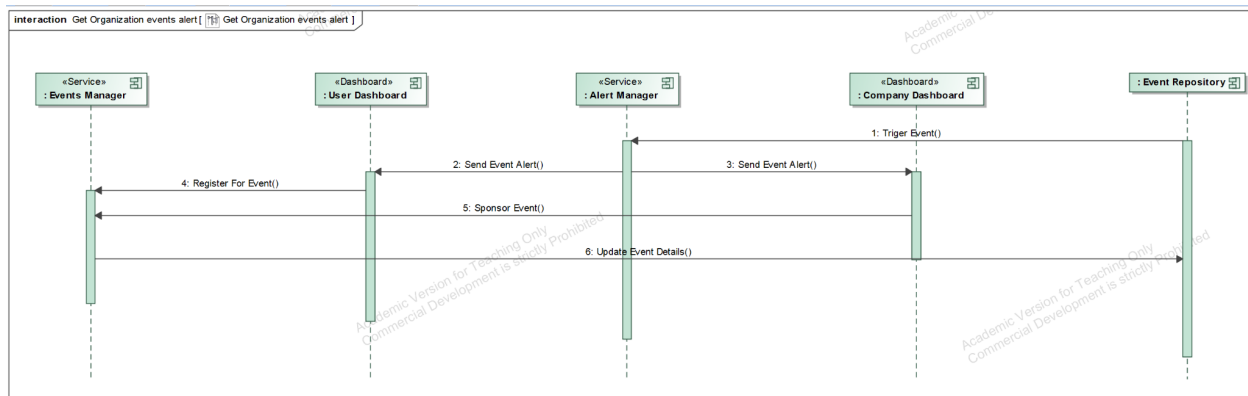 interaction Get Organization events alert [ Get Organization events alert ]
«Service»
: Events Manager
«Dashboard»
: User Dashboard
«Service»
: Alert Manager
«Dashboard»
: Company Dashboard
: Event Repository
1: Triger Event()
2: Send Event Alert()
3: Send Event Alert()
4: Register For Event()
5: Sponsor Event()
6: Update Event Details()
Academic Version for Teaching Only
Commercial Development is strictly Prohibited
Academic Version for Teaching Only
Commercial Development is strictly Prohibited